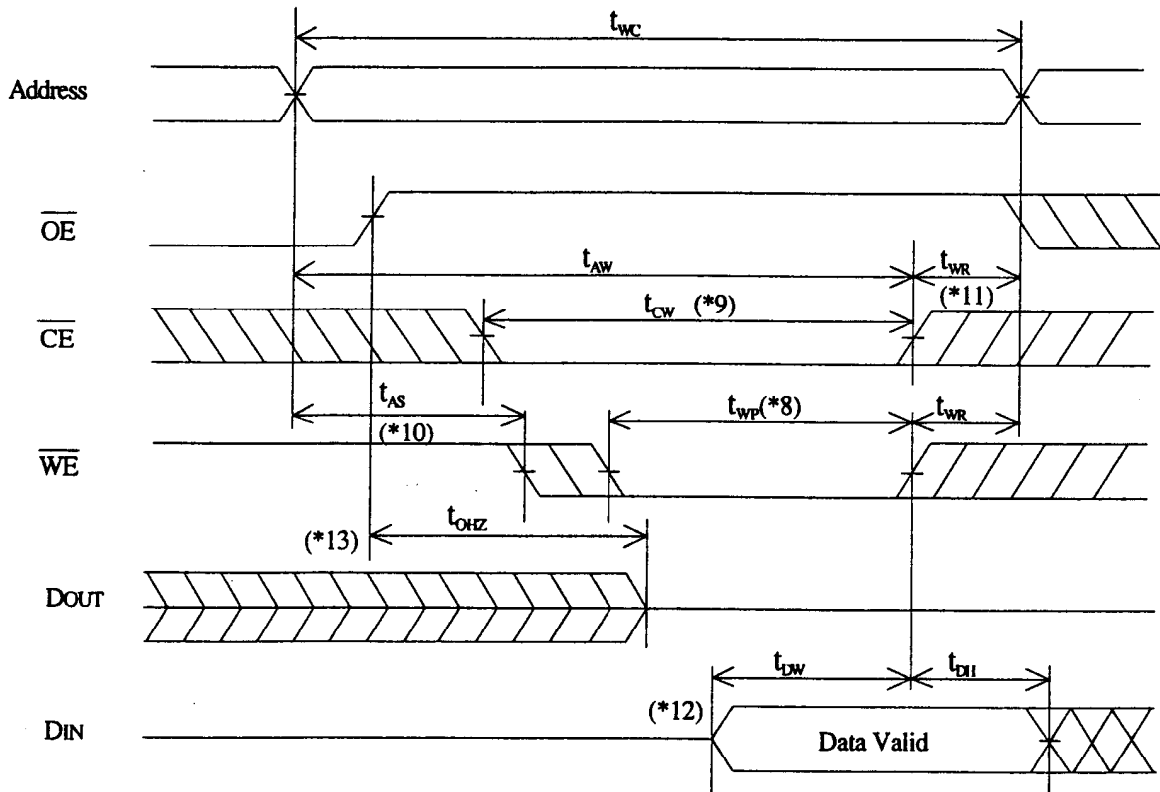 tWC
Address
OE
tAW
tWR
(*11)
tCW (*9)
CE
tAS
(*10)
tWP(*8)
tWR
WE
tOHZ
(*13)
DOUT
tDW
tDH
(*12)
DIN
Data Valid